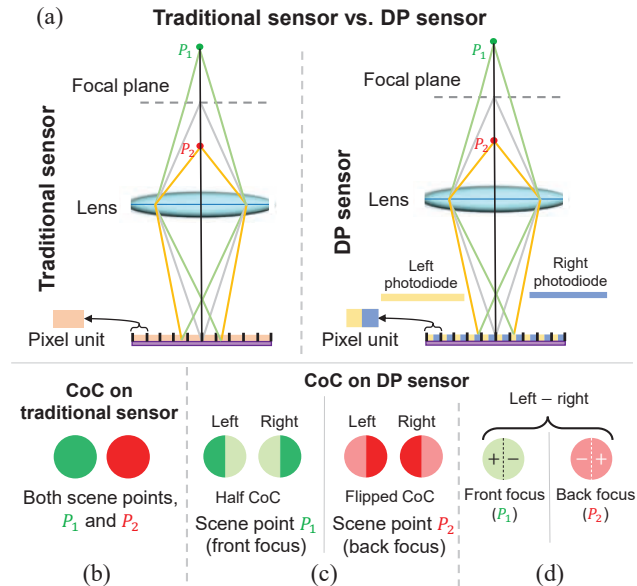 (a)
Traditional sensor vs. DP sensor
P1
Focal plane
P2
Lens
Traditional sensor
Pixel unit
P1
P2
DP sensor
Left
photodiode
Right
photodiode
Pixel unit
CoC on
traditional sensor
Both scene points,
P1 and P2
(b)
CoC on DP sensor
Left Right
Half CoC
Scene point P1
(front focus)
Left Right
Flipped CoC
Scene point P2
(back focus)
(c)
Left − right
+ −
− +
Front focus
(P1)
Back focus
(P2)
(d)